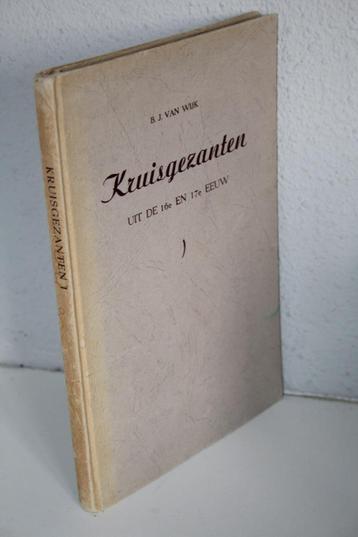 B. J. VAN WIJK
Kruisgezanten
UIT DE 16e EN 17e EEUW
KRUISGEZANTEN I